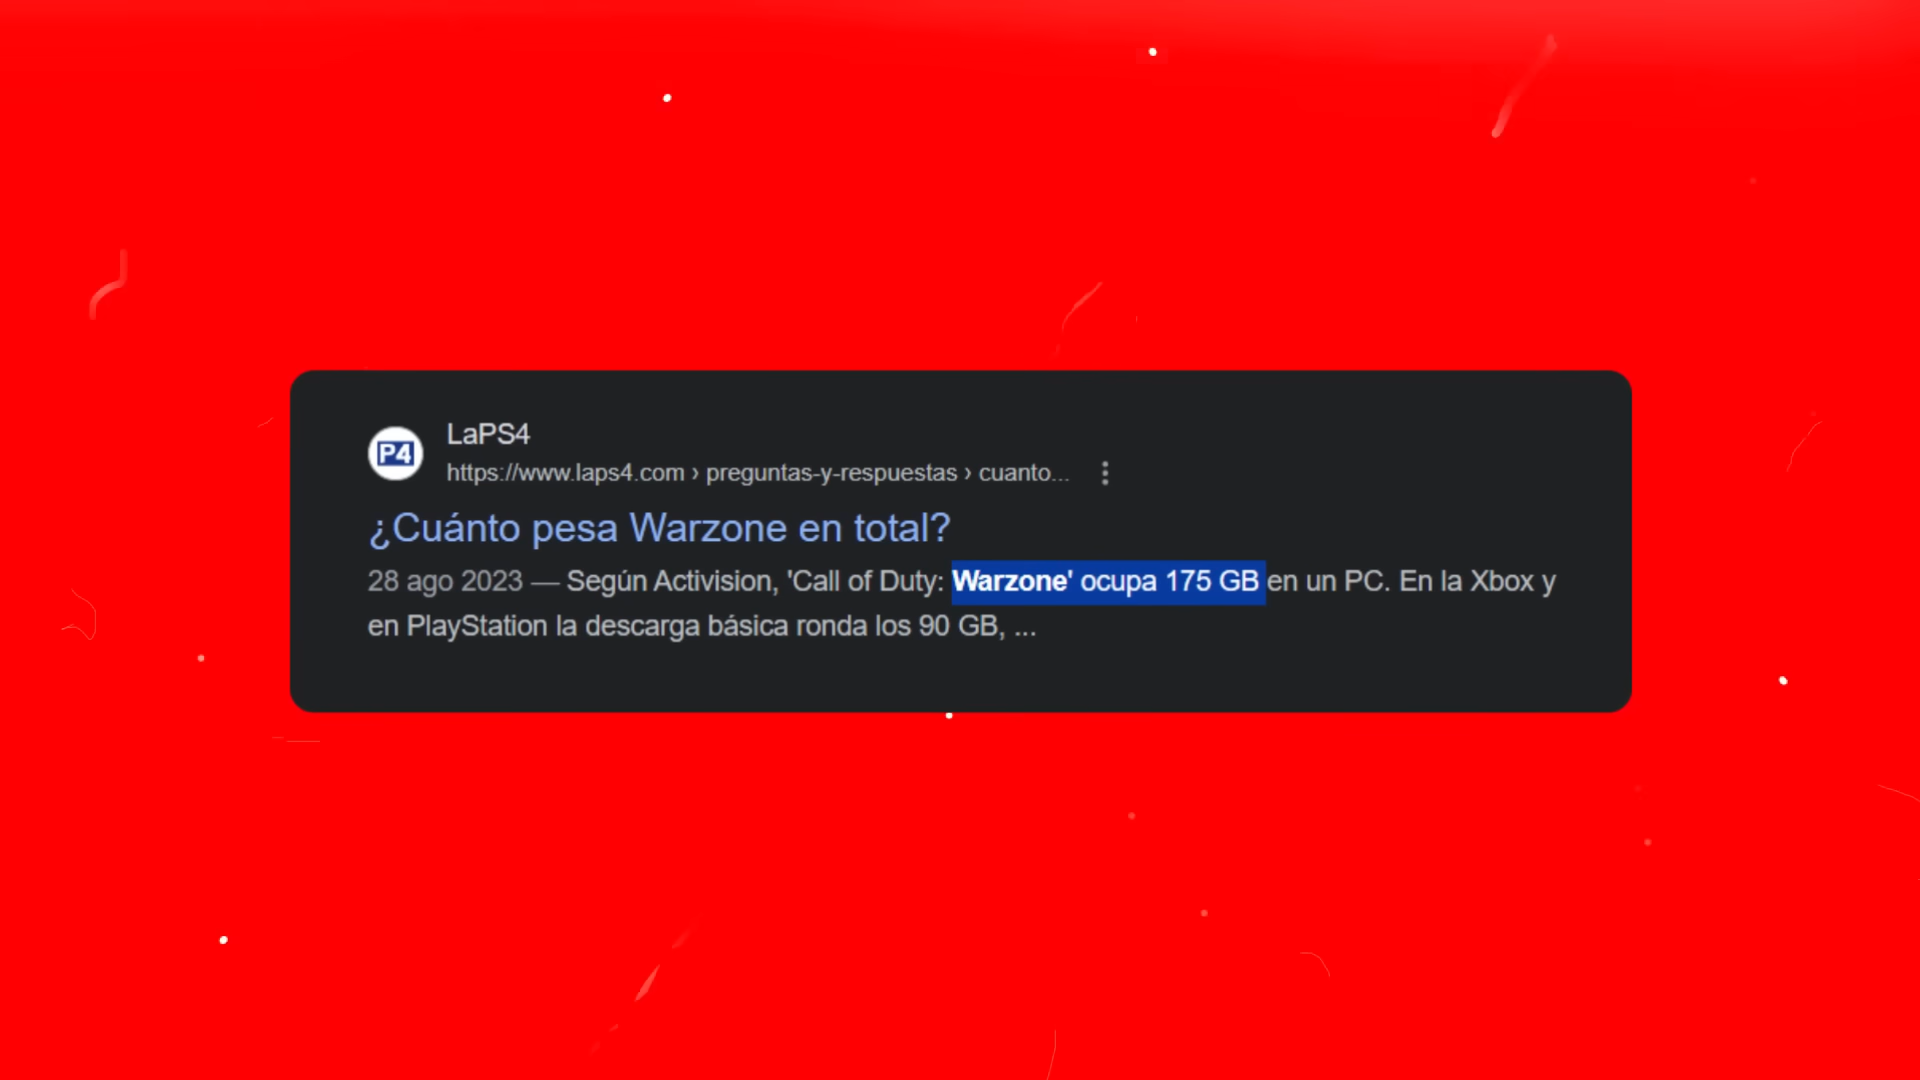 P4
LaPS4
https://www.laps4.com › preguntas-y-respuestas › cuanto...
¿Cuánto pesa Warzone en total?
28 ago 2023 — Según Activision, 'Call of Duty: Warzone' ocupa 175 GB en un PC. En la Xbox y
en PlayStation la descarga básica ronda los 90 GB, ...